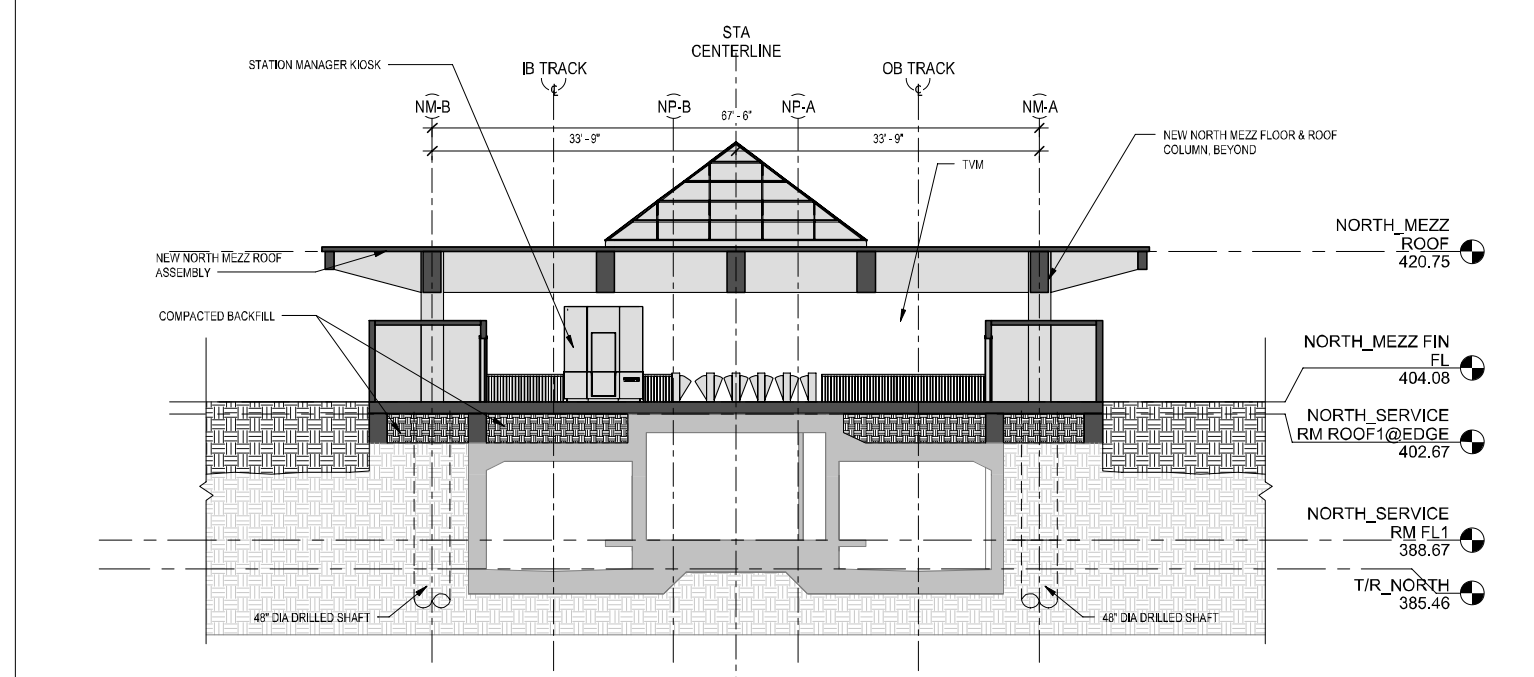 STA
CENTERLINE
STATION MANAGER KIOSK
IB TRACK
OB TRACK
NM-B
NP-B
NP-A
NM-A
67' - 6"
33' - 9"
33' - 9"
NEW NORTH MEZZ FLOOR & ROOF
COLUMN, BEYOND
TVM
NORTH_MEZZ
ROOF
420.75
NEW NORTH MEZZ ROOF
ASSEMBLY
COMPACTED BACKFILL
NORTH_MEZZ FIN
FL
404.08
NORTH_SERVICE
RM ROOF1@EDGE
402.67
NORTH_SERVICE
RM FL1
388.67
T/R_NORTH
385.46
48" DIA DRILLED SHAFT
48" DIA DRILLED SHAFT